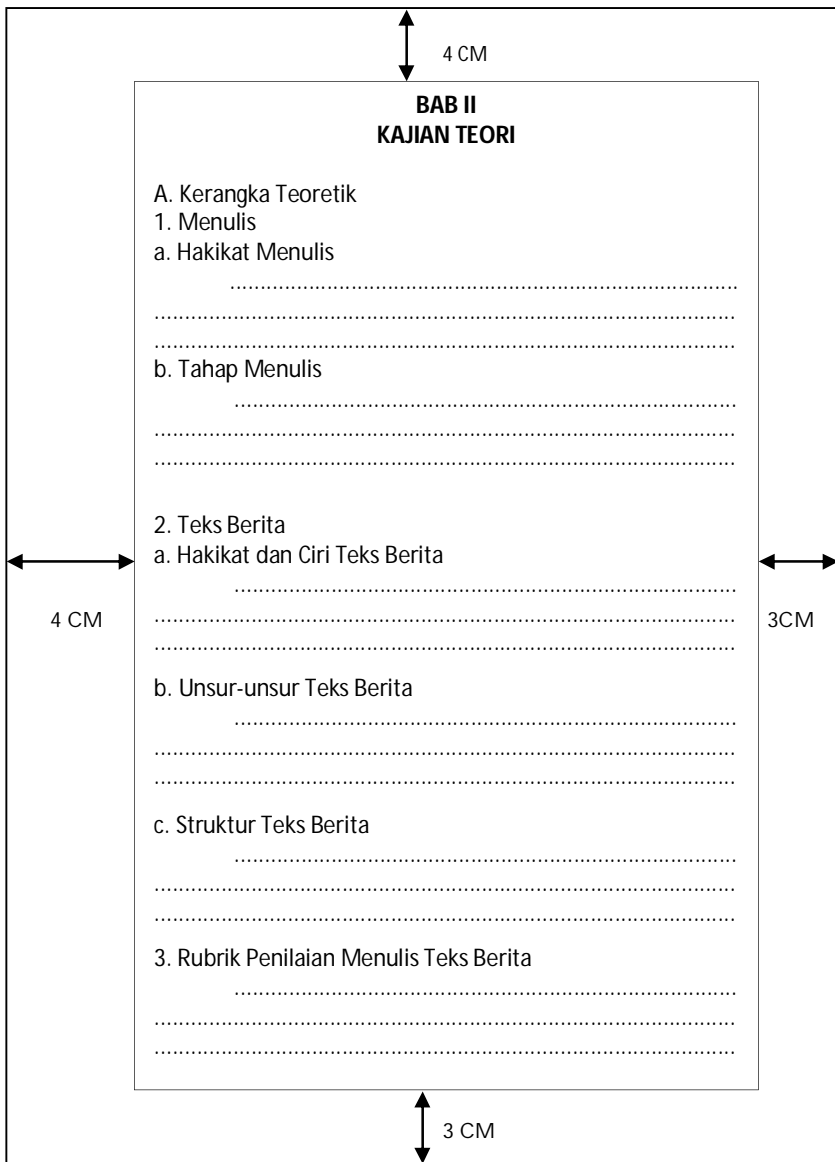 4 CM
BAB II
KAJIAN TEORI
A. Kerangka Teoretik
1. Menulis
a. Hakikat Menulis
.....................................................................................
.................................................................................................
.................................................................................................
b. Tahap Menulis
....................................................................................
.................................................................................................
.................................................................................................
2. Teks Berita
a. Hakikat dan Ciri Teks Berita
....................................................................................
4 CM
.................................................................................................
3CM
.................................................................................................
b. Unsur-unsur Teks Berita
....................................................................................
.................................................................................................
.................................................................................................
c. Struktur Teks Berita
....................................................................................
.................................................................................................
.................................................................................................
3. Rubrik Penilaian Menulis Teks Berita
....................................................................................
.................................................................................................
.................................................................................................
3 CM